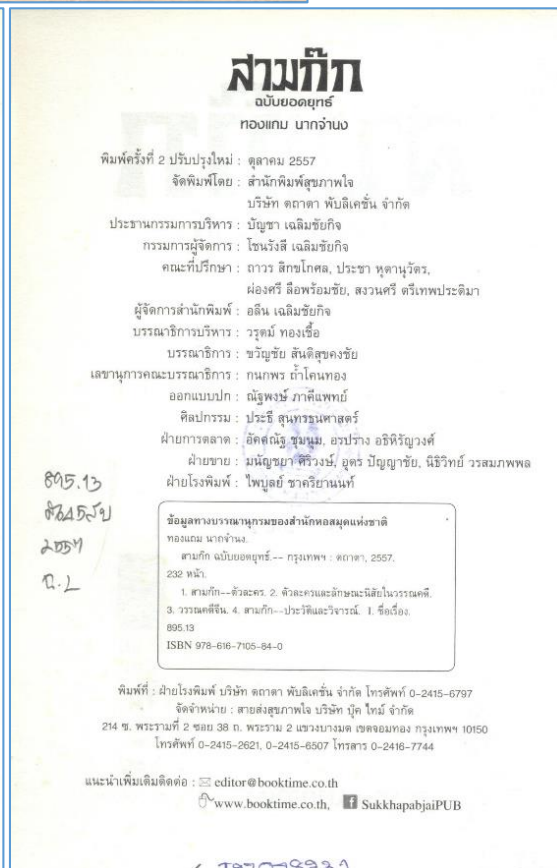 สามก๊ก
ฉบับยอดยุทธ์
ทองแถม นาถจำนง
พิมพ์ครั้งที่ 2 ปรับปรุงใหม่ : ตุลาคม 2557
จัดพิมพ์โดย : สำนักพิมพ์สุขภาพใจ
บริษัท ตถาตา พับลิเคชั่น จำกัด
ประธานกรรมการบริหาร : บัญชา เฉลิมชัยกิจ
กรรมการผู้จัดการ : โชนรังสี เฉลิมชัยกิจ
คณะที่ปรึกษา : ถาวร สิกขโกศล, ประชา หุตานุวัตร,
ผ่องศรี ลือพร้อมชัย, สงวนศรี ตรีเทพประติมา
ผู้จัดการสำนักพิมพ์ : อลีน เฉลิมชัยกิจ
บรรณาธิการบริหาร : วรุตม์ ทองเชื้อ
บรรณาธิการ : ขวัญชัย สันติสุขคงชัย
เลขานุการคณะบรรณาธิการ : กนกพร ถ้ำโคนทอง
ออกแบบปก : ณัฐพงษ์ ภาคีแพทย์
ศิลปกรรม : ประธี สุนทรธนศาสตร์
ฝ่ายการตลาด : อัคคณัฐ ชุมนุม, อรปราง อธิหิรัญวงศ์
ฝ่ายขาย : มนัญชยา ศิริวงษ์, อุดร ปัญญาชัย, นิธิวิทย์ วรสมภพพล
ฝ่ายโรงพิมพ์ : ไพบูลย์ ชาคริยานนท์
895.13
2557
ฉ.2
ข้อมูลทางบรรณานุกรมของสำนักหอสมุดแห่งชาติ
ทองแถม นาถจำนง.
สามก๊ก ฉบับยอดยุทธ์.-- กรุงเทพฯ : ตถาตา, 2557.
232 หน้า.
1. สามก๊ก--ตัวละคร. 2. ตัวละครและลักษณะนิสัยในวรรณคดี.
3. วรรณคดีจีน. 4. สามก๊ก--ประวัติและวิจารณ์. I. ชื่อเรื่อง.
895.13
ISBN 978-616-7105-84-0
พิมพ์ที่ : ฝ่ายโรงพิมพ์ บริษัท ตถาตา พับลิเคชั่น จำกัด โทรศัพท์ 0-2415-6797
จัดจำหน่าย : สายส่งสุขภาพใจ บริษัท บุ๊ค ไทม์ จำกัด
214 ซ. พระรามที่ 2 ซอย 38 ถ. พระราม 2 แขวงบางมด เขตจอมทอง กรุงเทพฯ 10150
โทรศัพท์ 0-2415-2621, 0-2415-6507 โทรสาร 0-2416-7744
แนะนำเพิ่มเติมติดต่อ : editor@booktime.co.th
www.booktime.co.th, SukkhapabjaiPUB